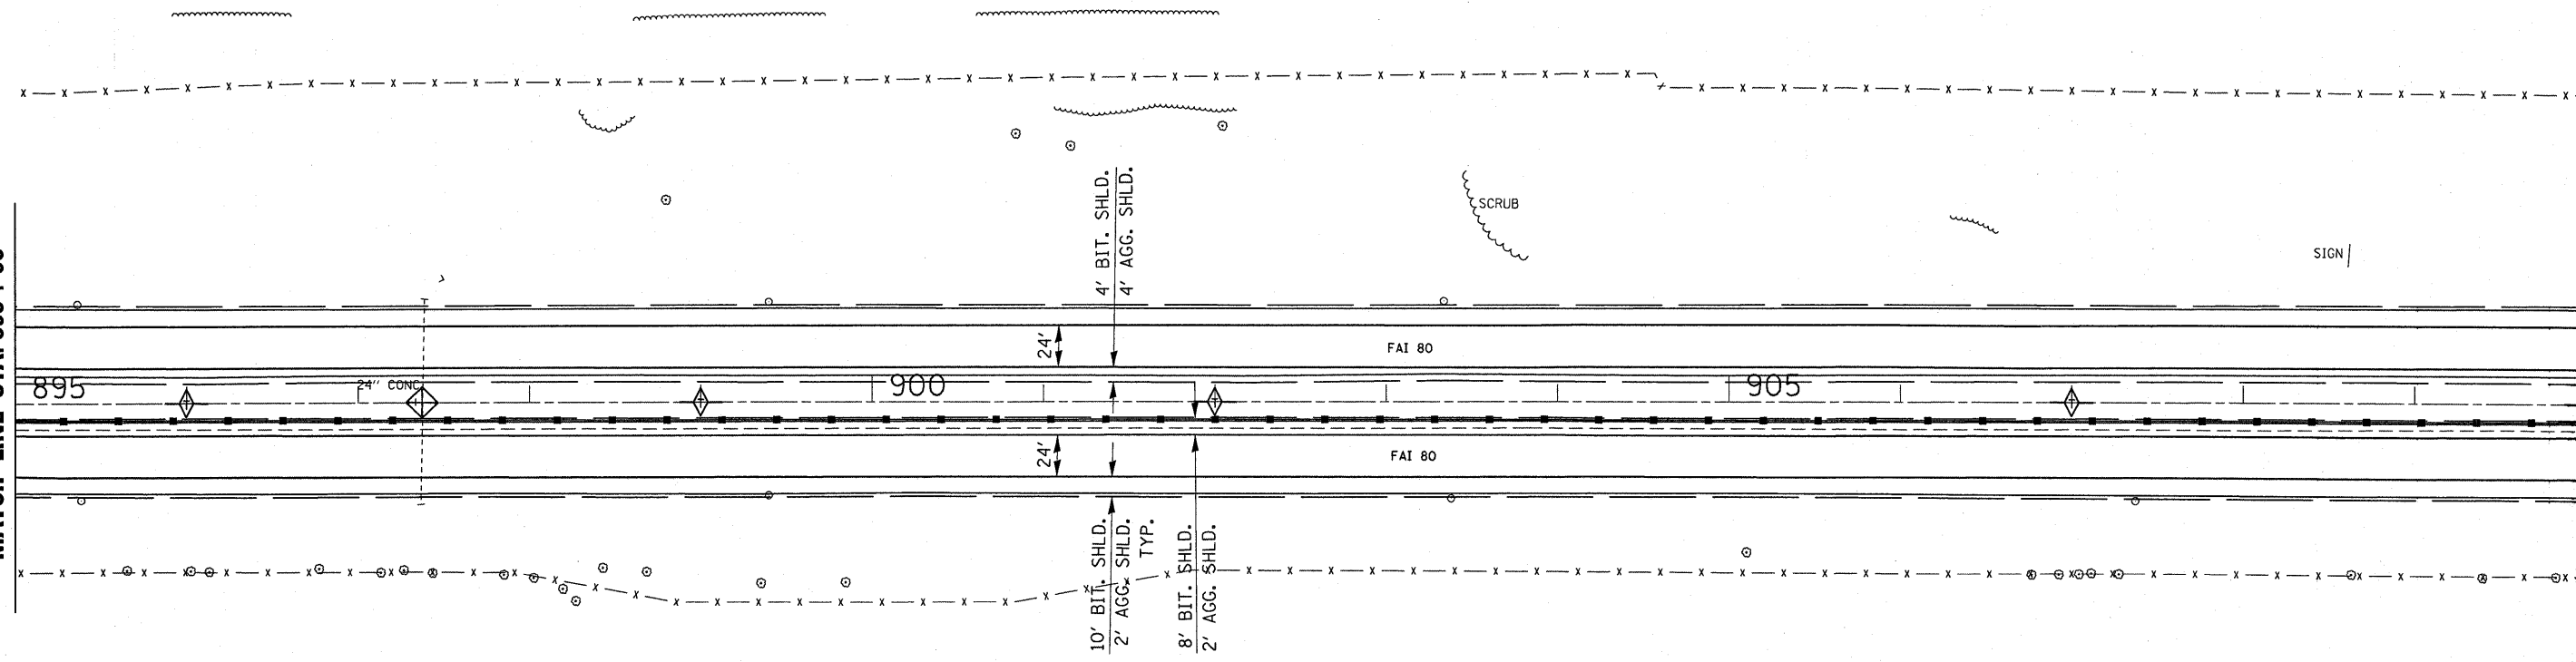 4' BIT. SHLD.
4' AGG. SHLD.
SCRUB
SIGN
24'
FAI 80
895
24" CONC.
900
905
24'
FAI 80
10' BIT. SHLD.
2' AGG. SHLD.
TYP.
8' BIT. SHLD.
2' AGG. SHLD.